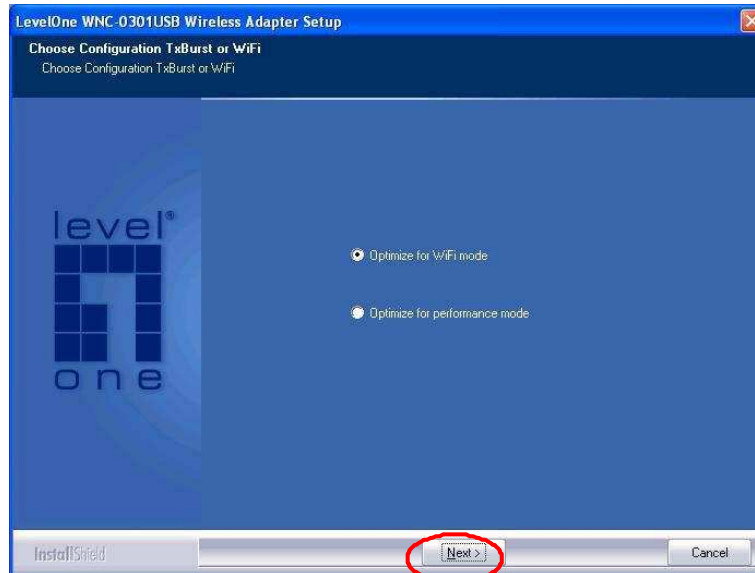 LevelOne WNC-0301USB Wireless Adapter Setup
Choose Configuration TxBurst or WiFi
Choose Configuration TxBurst or WiFi
level®
one
Optimize for WiFi mode
Optimize for performance mode
InstallShield
Next >
Cancel